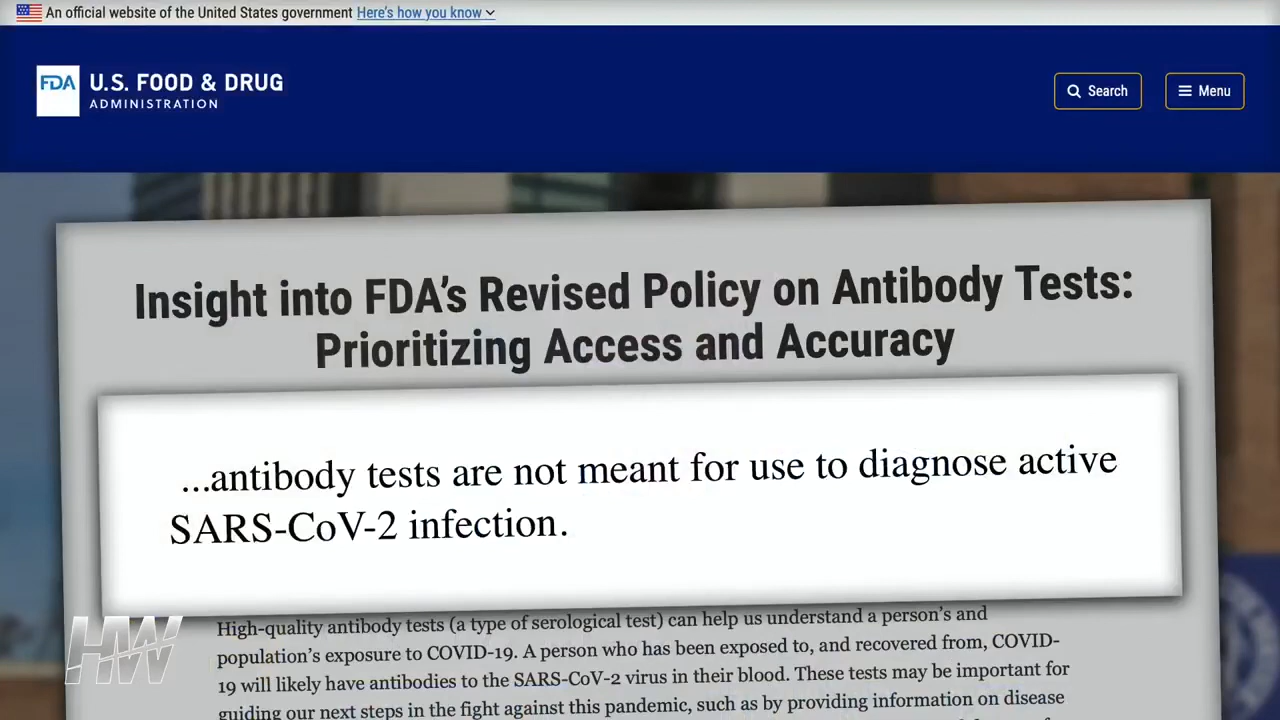 An official website of the United States government Here's how you know
FDA U.S. FOOD & DRUG
ADMINISTRATION
Search
Menu
Insight into FDA's Revised Policy on Antibody Tests:
Prioritizing Access and Accuracy
...antibody tests are not meant for use to diagnose active
SARS-CoV-2 infection.
High-quality antibody tests (a type of serological test) can help us understand a person's and
population's exposure to COVID-19. A person who has been exposed to, and recovered from, COVID-
19 will likely have antibodies to the SARS-CoV-2 virus in their blood. These tests may be important for
guiding our next steps in the fight against this pandemic, such as by providing information on disease
HW